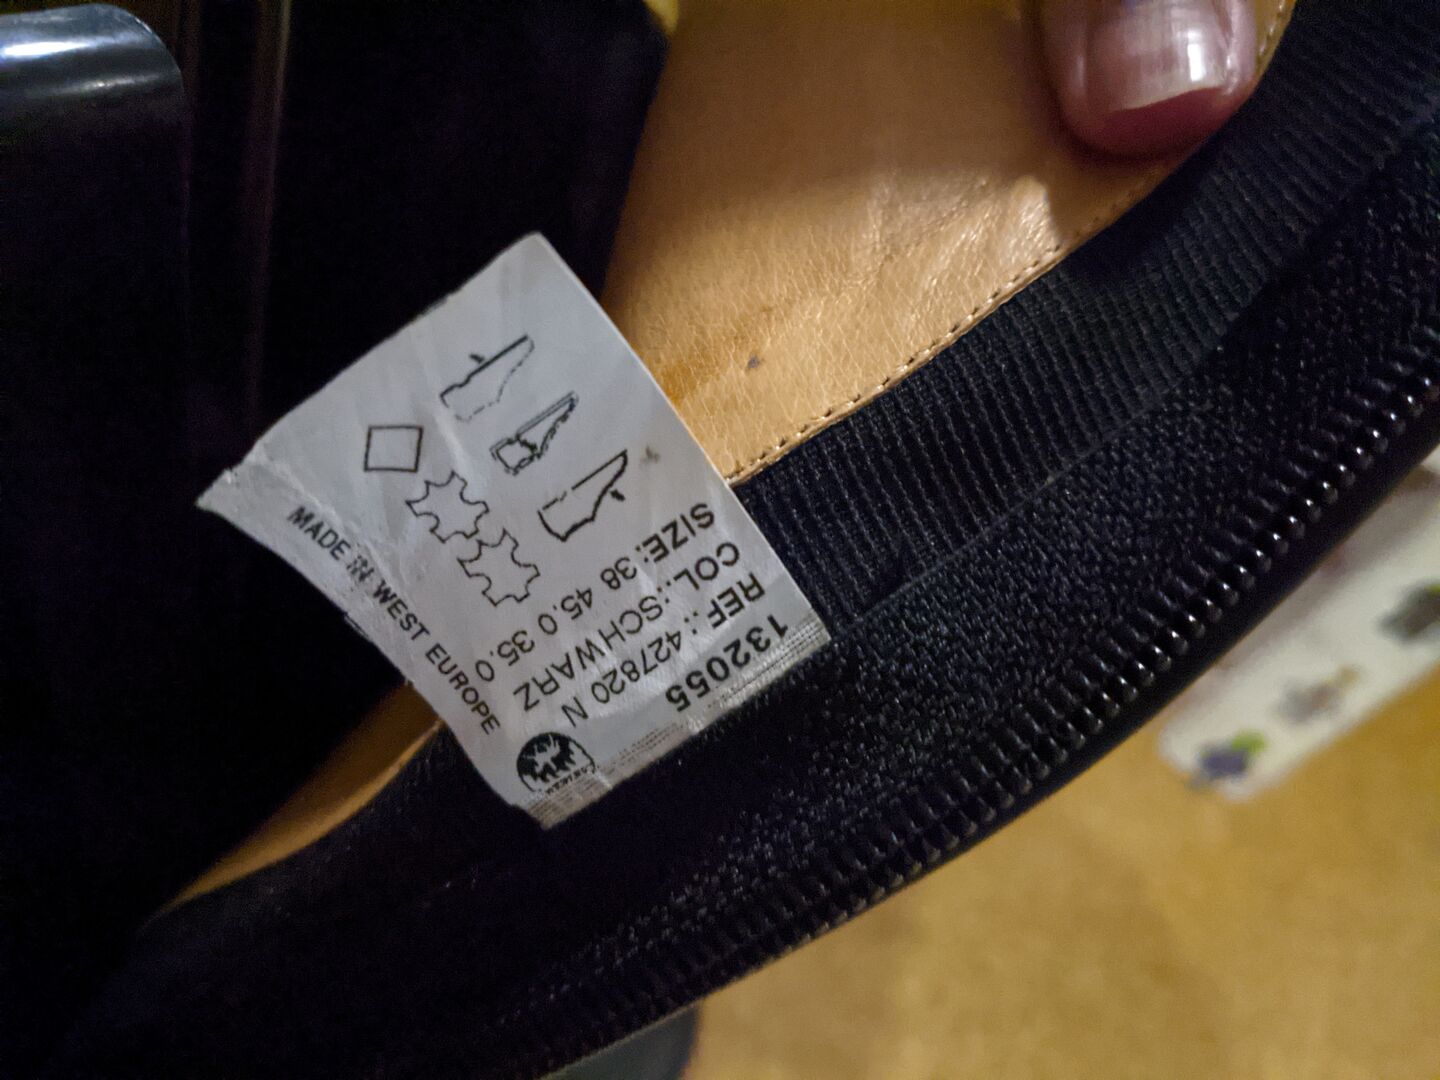 132055
REF.: 427820 N
COL.: SCHWARZ
SIZE: 38 45.0 35.0
MADE IN WEST EUROPE